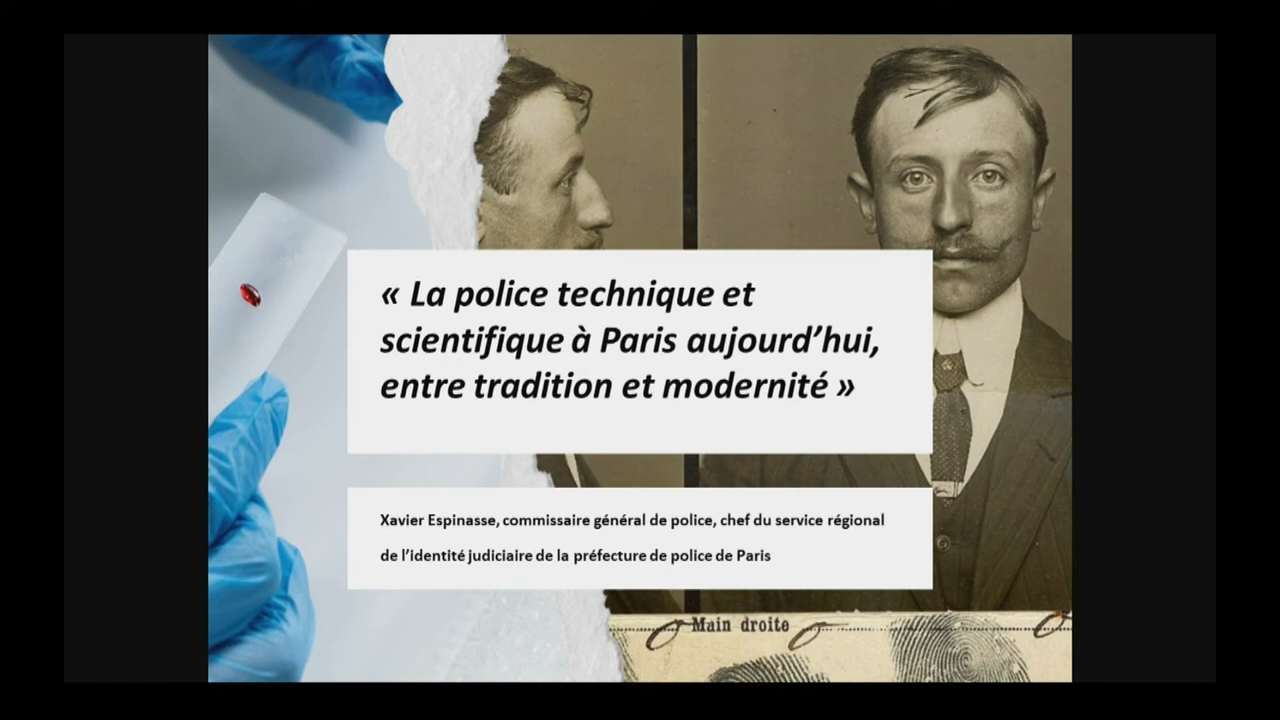 « La police technique et
scientifique à Paris aujourd’hui,
entre tradition et modernité »
Xavier Espinasse, commissaire général de police, chef du service régional
de l’identité judiciaire de la préfecture de police de Paris
Main droite